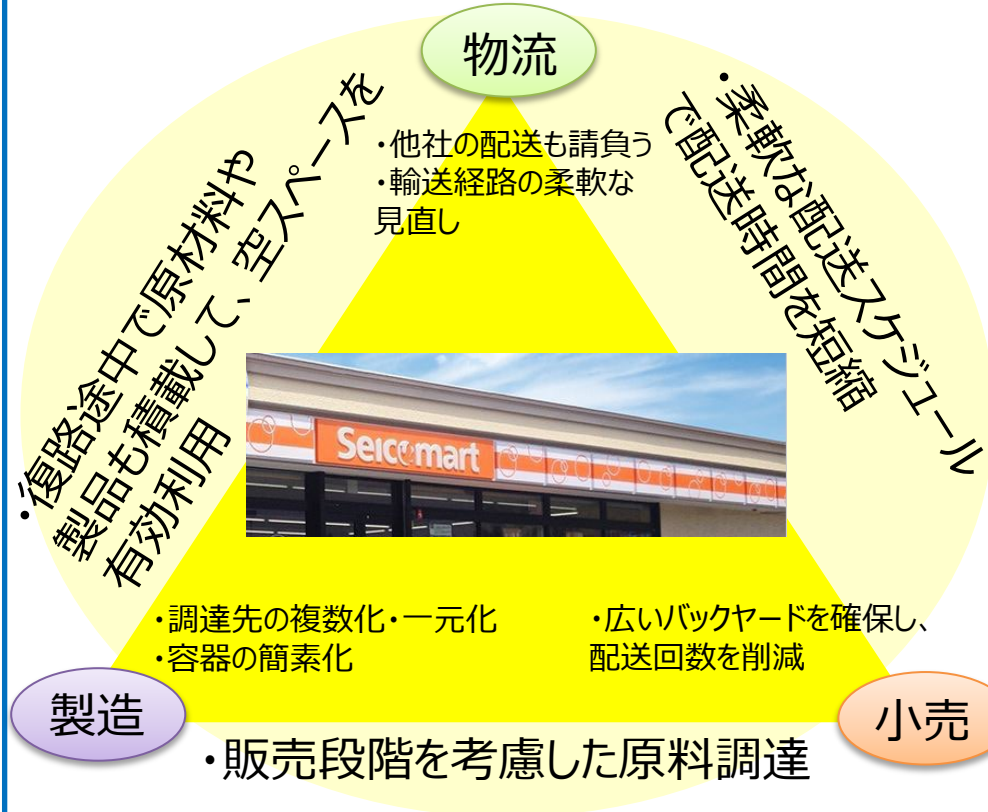 物流
・他社の配送も請負う
・輸送経路の柔軟な
見直し
・復路途中で原材料や
製品も積載して、空スペースを
有効利用
・柔軟な配送スケジュール
で配送時間を短縮
Seicomart
・調達先の複数化・一元化
・容器の簡素化
・広いバックヤードを確保し、
配送回数を削減
製造
小売
・販売段階を考慮した原料調達